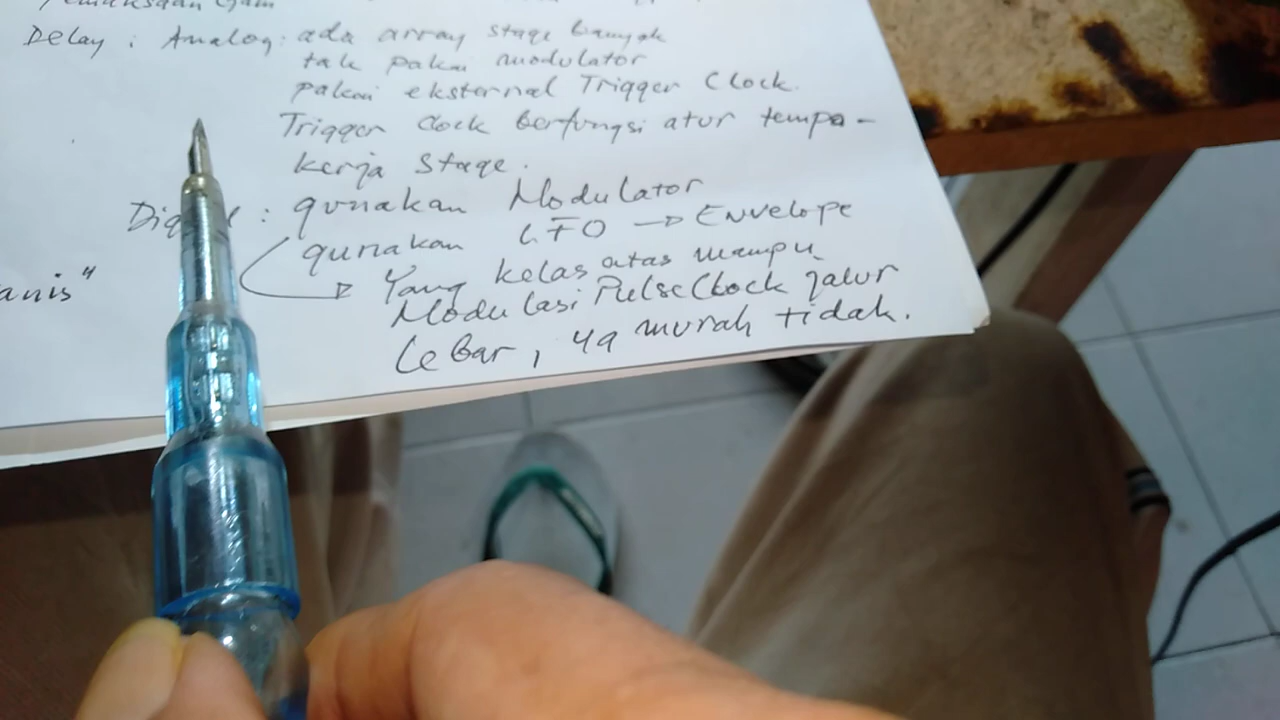 Delay : Analog : ada array stage banyak
tak pakai modulator
pakai eksternal Trigger Clock.
Trigger Clock berfungsi atur tempo-
kerja Stage.
: gunakan Modulator
gunakan LFO → Envelope
anis"
Yang kelas atas mampu
Modulasi Pulse Clock jalur
lebar, yg murah tidak.